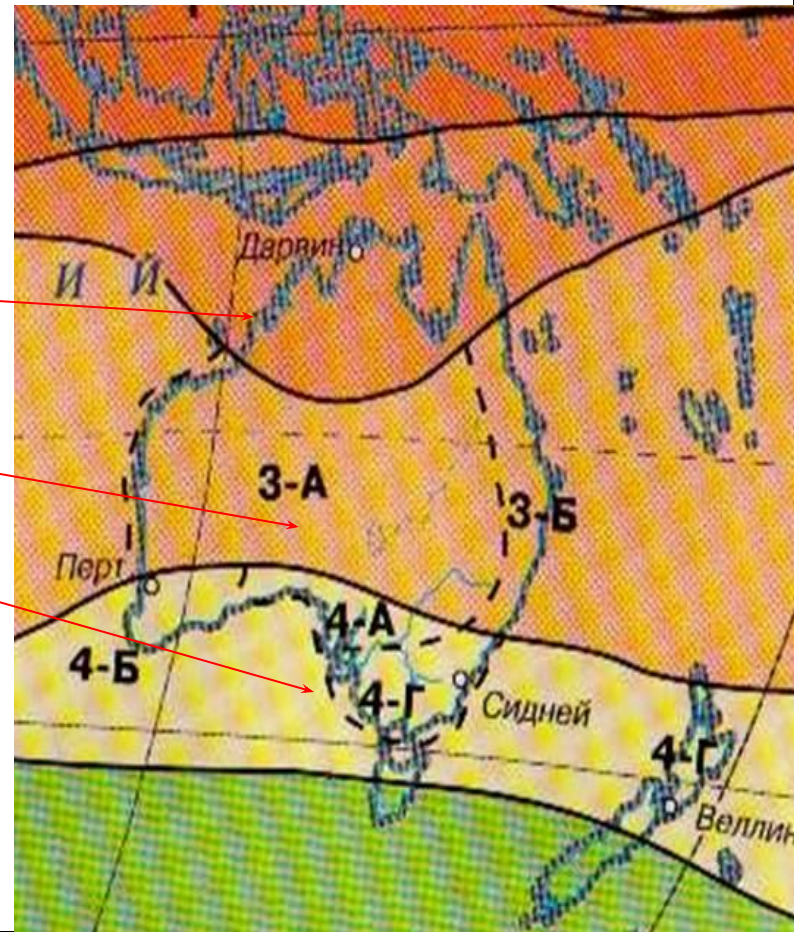 Дарвин
И Й
3-А
3-Б
Перт
4-А
4-Б
4-Г
Сидней
4-Г
Веллин